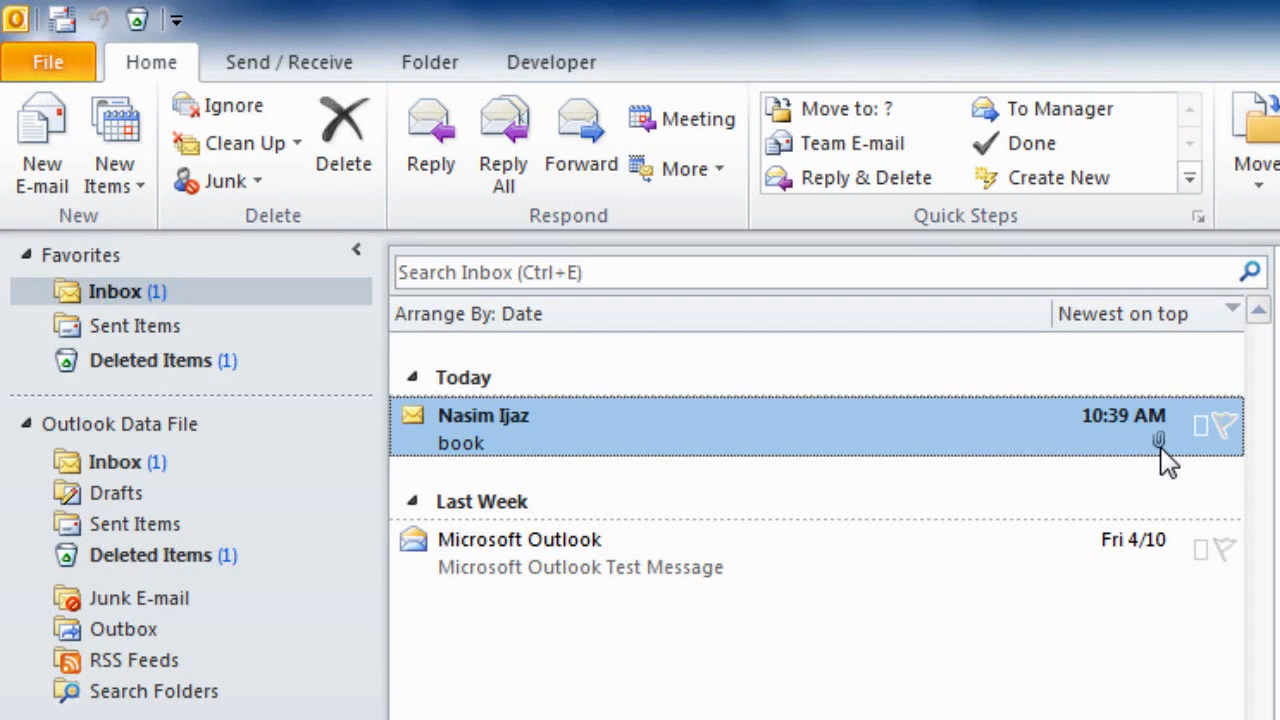 File Home Send / Receive Folder Developer
Ignore Meeting Move to: ? To Manager
Clean Up Team E-mail Done
New E-mail New Items Junk Delete Reply Reply All Forward More Reply & Delete Create New Move
New Delete Respond Quick Steps
Favorites
Inbox (1)
Sent Items
Deleted Items (1)
Outlook Data File
Inbox (1)
Drafts
Sent Items
Deleted Items (1)
Junk E-mail
Outbox
RSS Feeds
Search Folders
Search Inbox (Ctrl+E)
Arrange By: Date Newest on top
Today
Nasim Ijaz 10:39 AM
book
Last Week
Microsoft Outlook Fri 4/10
Microsoft Outlook Test Message